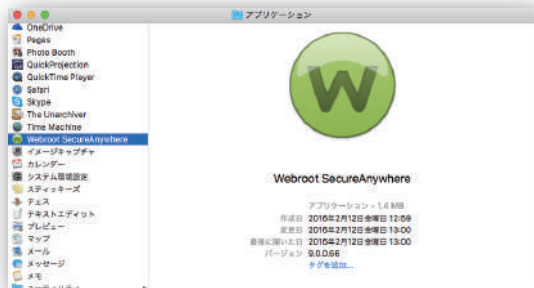 アプリケーション
OneDrive
Pages
Photo Booth
QuickProjection
QuickTime Player
Safari
Skype
The Unarchiver
Time Machine
Webroot SecureAnywhere
イメージキャプチャ
カレンダー
システム環境設定
スティッキーズ
チェス
テキストエディット
プレビュー
マップ
メール
メッセージ
メモ
W
Webroot SecureAnywhere
アプリケーション - 1.4 MB
作成日 2016年2月12日金曜日 12:59
変更日 2016年2月12日金曜日 13:00
最後に開いた日 2016年2月12日金曜日 13:00
バージョン 9.0.0.66
タグを追加...